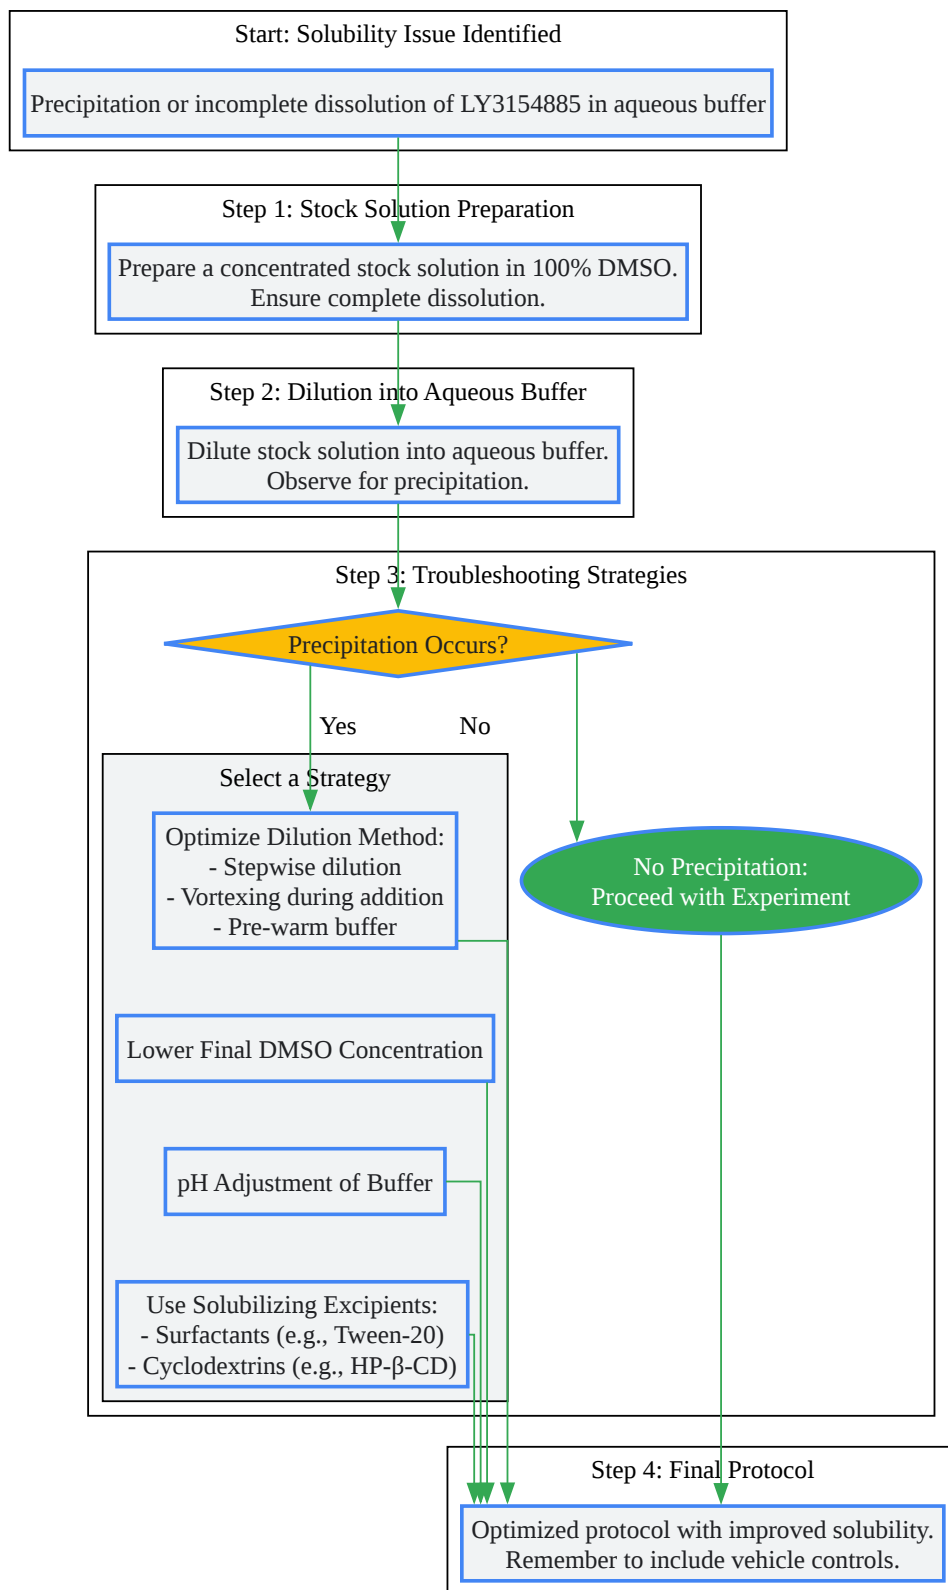 Start: Solubility Issue Identified
Precipitation or incomplete dissolution of LY3154885 in aqueous buffer
Step 1: Stock Solution Preparation
Prepare a concentrated stock solution in 100% DMSO.
Ensure complete dissolution.
Step 2: Dilution into Aqueous Buffer
Dilute stock solution into aqueous buffer.
Observe for precipitation.
Step 3: Troubleshooting Strategies
Precipitation Occurs?
Yes
No
Select a Strategy
Optimize Dilution Method:
- Stepwise dilution
- Vortexing during addition
- Pre-warm buffer
No Precipitation:
Proceed with Experiment
Lower Final DMSO Concentration
pH Adjustment of Buffer
Use Solubilizing Excipients:
- Surfactants (e.g., Tween-20)
- Cyclodextrins (e.g., HP-β-CD)
Step 4: Final Protocol
Optimized protocol with improved solubility.
Remember to include vehicle controls.